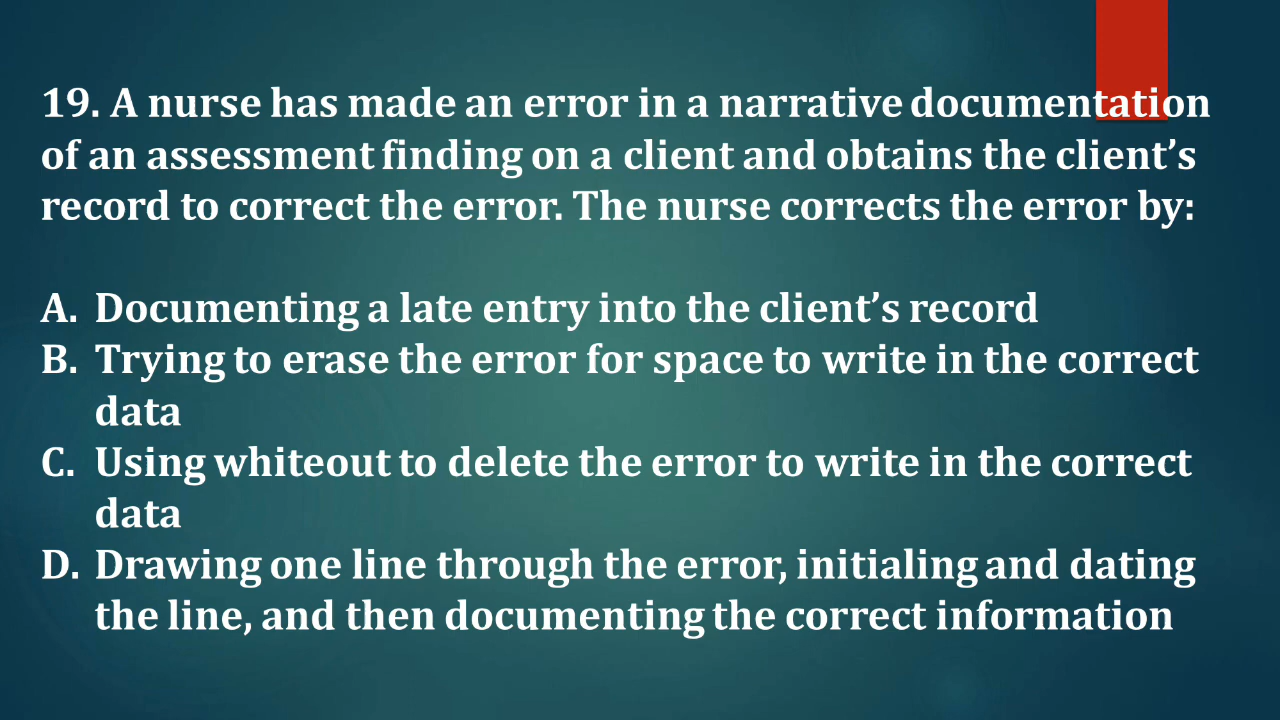 19. A nurse has made an error in a narrative documentation
of an assessment finding on a client and obtains the client’s
record to correct the error. The nurse corrects the error by:
A. Documenting a late entry into the client’s record
B. Trying to erase the error for space to write in the correct
data
C. Using whiteout to delete the error to write in the correct
data
D. Drawing one line through the error, initialing and dating
the line, and then documenting the correct information